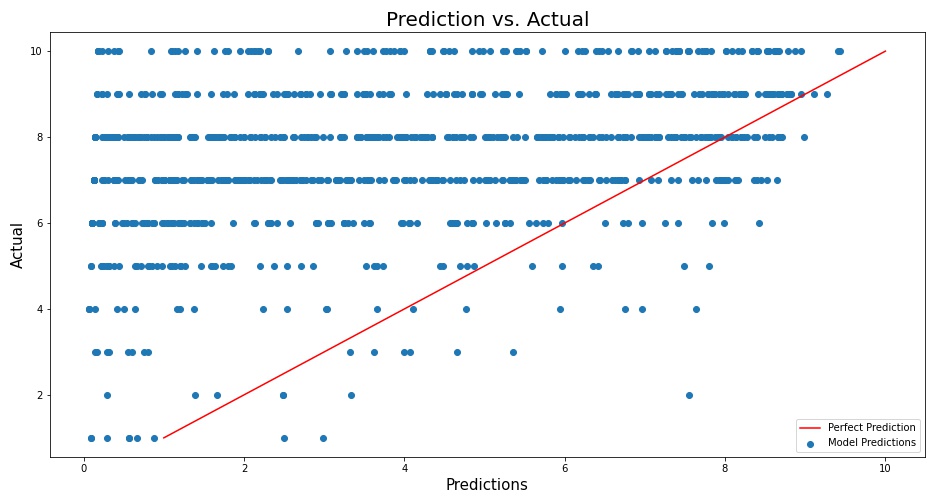 Prediction vs. Actual
Actual
10
8
6
4
2
0 2 4 6 8 10
Predictions
Perfect Prediction
Model Predictions